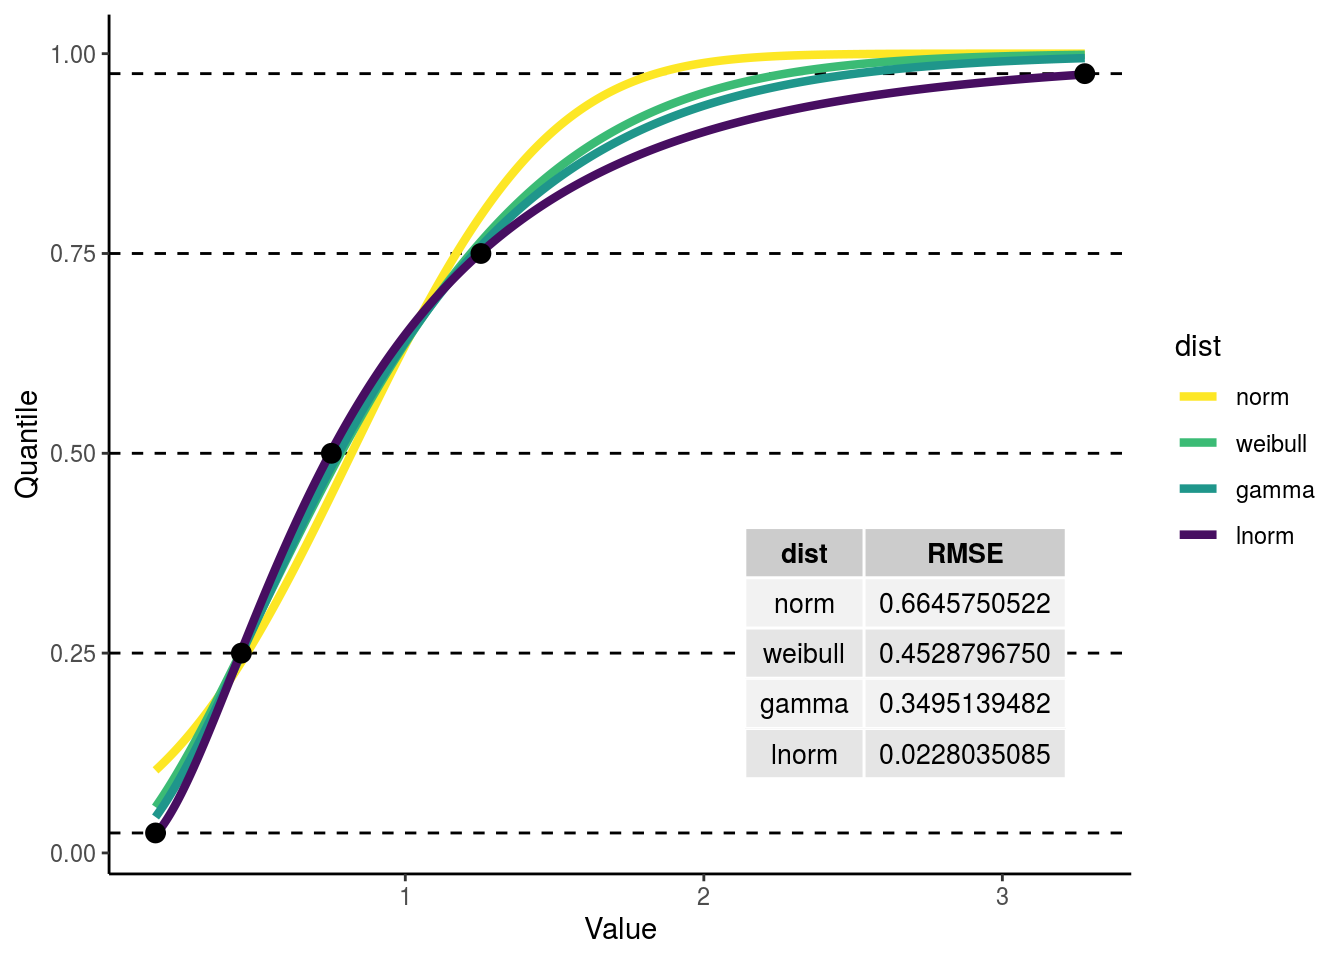 1.00
0.75
0.50
0.25
0.00
Quantile
1 2 3
Value
dist RMSE
norm 0.6645750522
weibull 0.4528796750
gamma 0.3495139482
lnorm 0.0228035085
dist
norm
weibull
gamma
lnorm